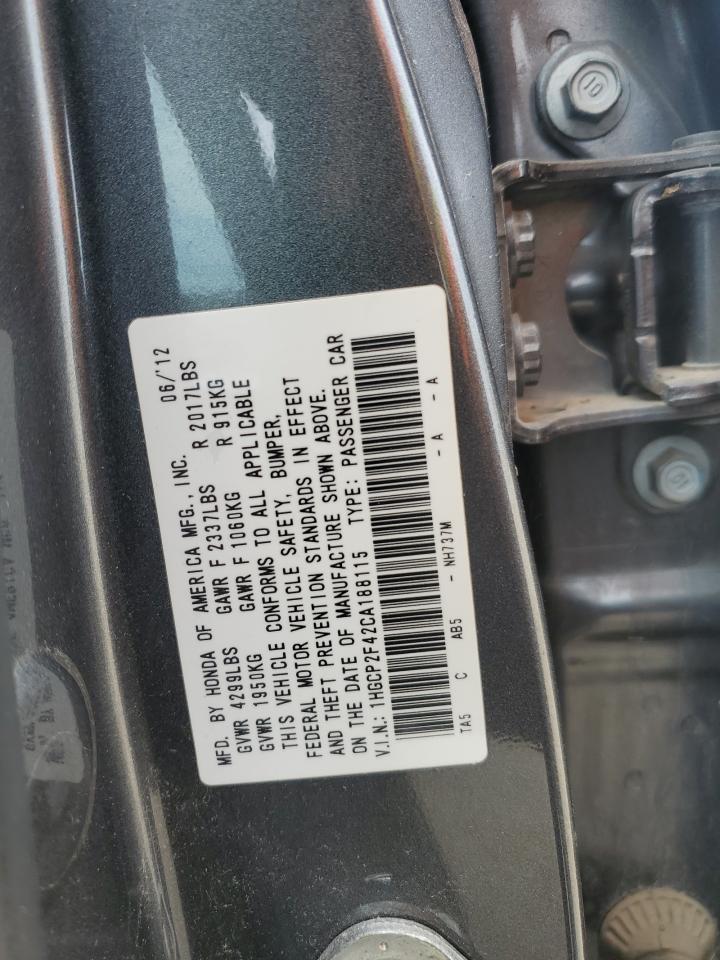 MFD. BY HONDA OF AMERICA MFG., INC. 06/'12
GVWR 4299LBS GAWR F 2337LBS R 2017LBS
GVWR 1950KG GAWR F 1060KG R 915KG
THIS VEHICLE CONFORMS TO ALL APPLICABLE
FEDERAL MOTOR VEHICLE SAFETY, BUMPER,
AND THEFT PREVENTION STANDARDS IN EFFECT
ON THE DATE OF MANUFACTURE SHOWN ABOVE.
V.I.N.: 1HGCP2F42CA188115 TYPE: PASSENGER CAR
TA5 C AB5 - NH737M - A - A
10